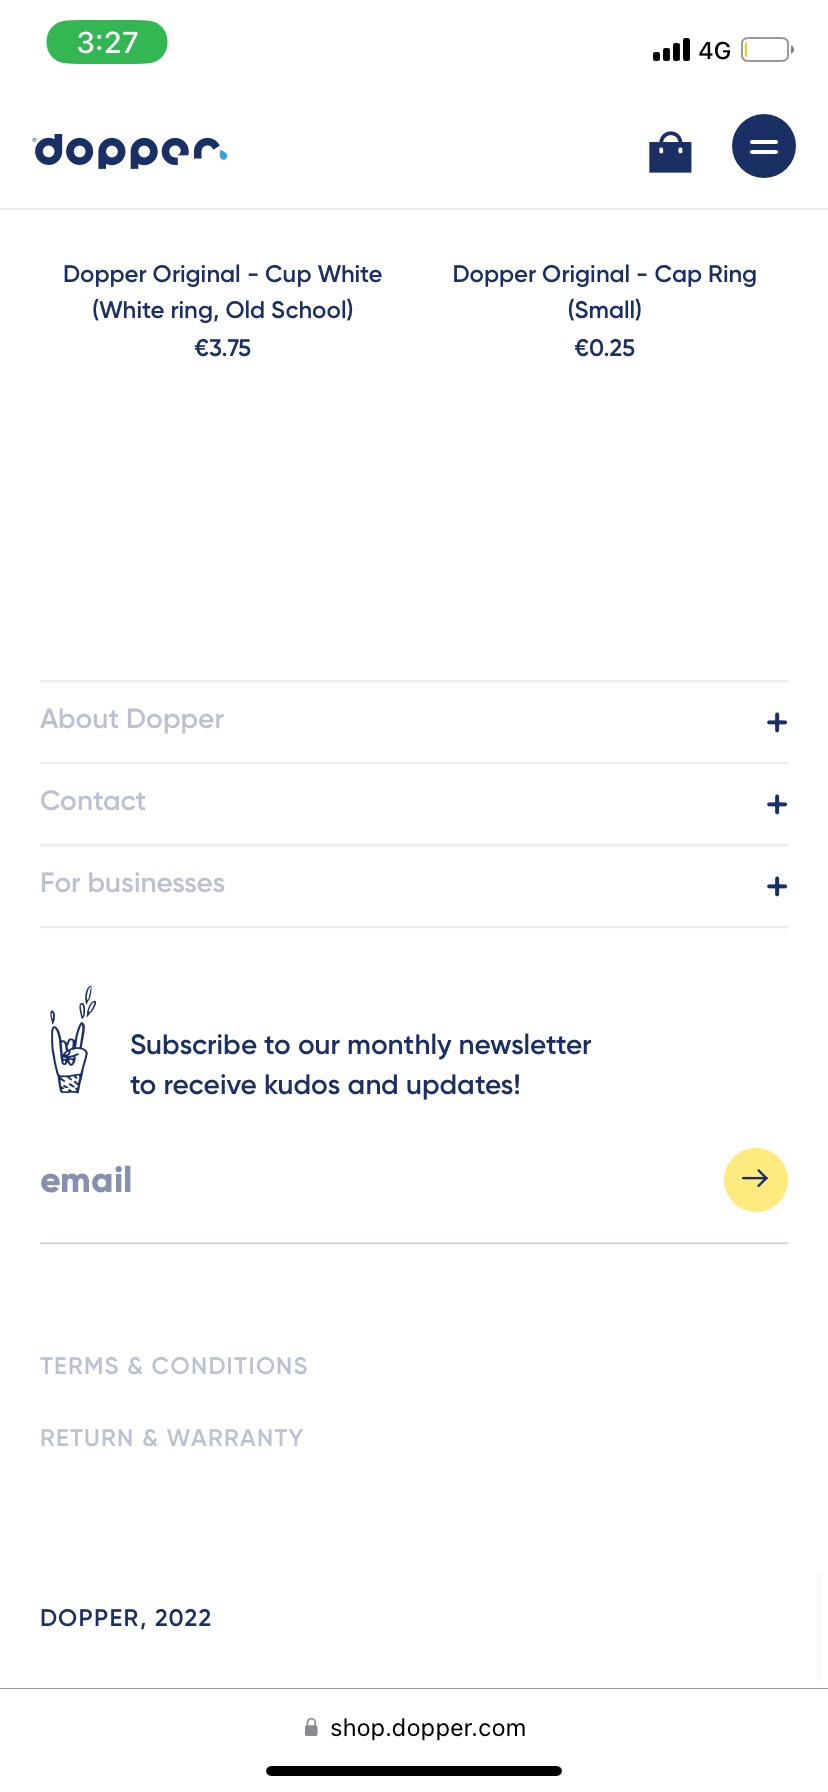 3:27
4G
dopper
Dopper Original - Cup White
(White ring, Old School)
€3.75
Dopper Original - Cap Ring
(Small)
€0.25
About Dopper
Contact
For businesses
Subscribe to our monthly newsletter
to receive kudos and updates!
email
TERMS & CONDITIONS
RETURN & WARRANTY
DOPPER, 2022
shop.dopper.com